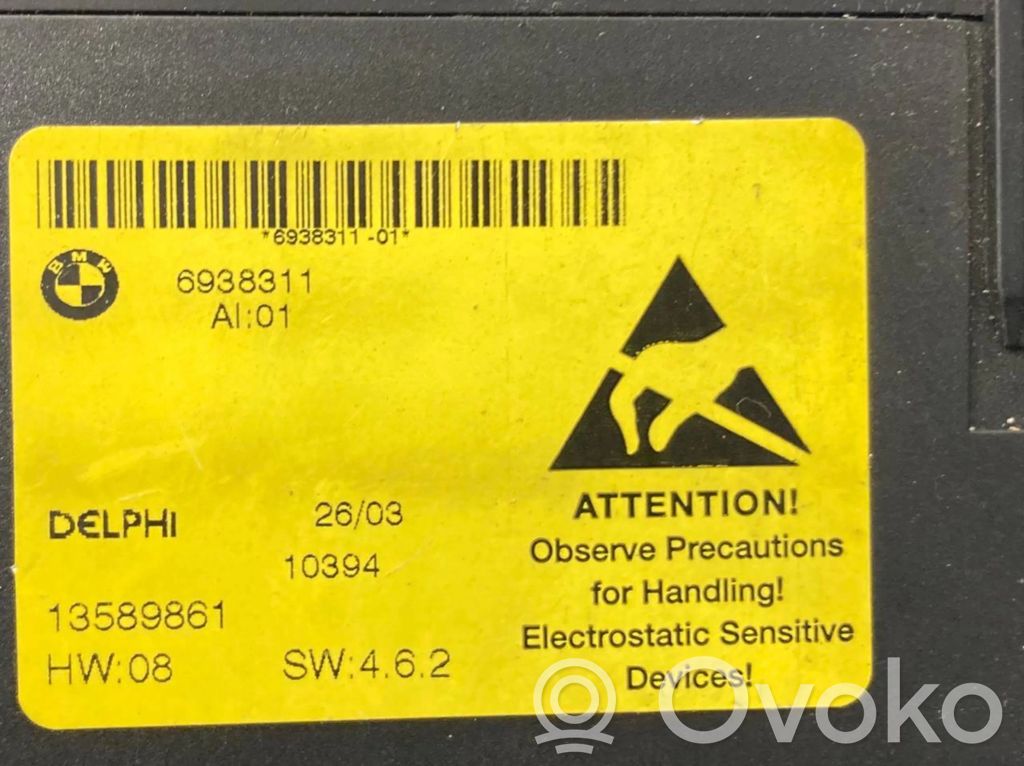 *6938311-01*
BMW
6938311
AI:01
DELPHI
26/03
10394
13589861
HW:08
SW:4.6.2
ATTENTION!
Observe Precautions
for Handling!
Electrostatic Sensitive
Devices!
Ovoko